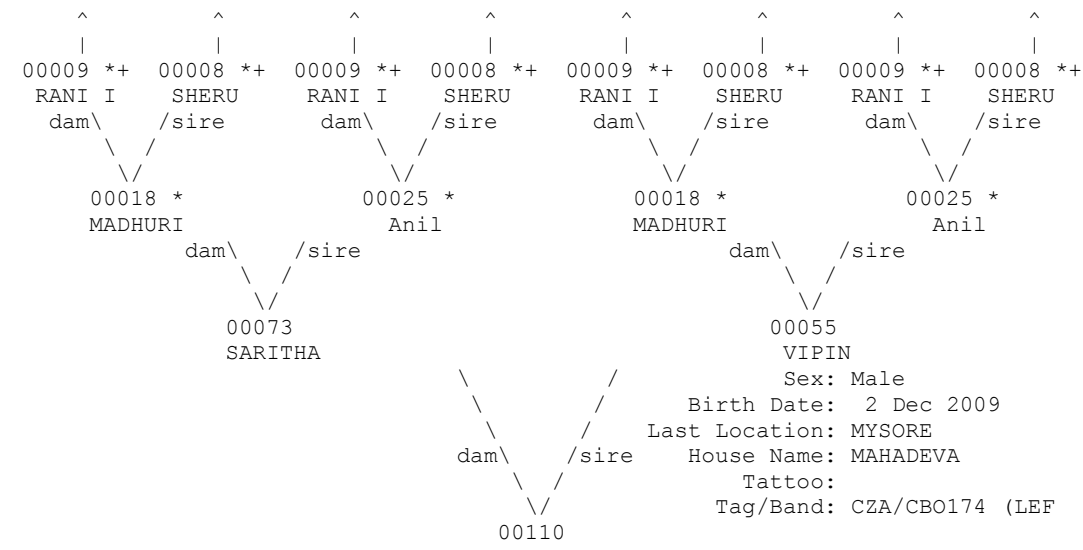 ^ ^ ^ ^ ^ ^ ^ ^
| | | | | | | |
00009 *+ 00008 *+ 00009 *+ 00008 *+ 00009 *+ 00008 *+ 00009 *+ 00008 *+
RANI I SHERU RANI I SHERU RANI I SHERU RANI I SHERU
dam\ /sire dam\ /sire dam\ /sire dam\ /sire
\ / \ / \ / \ /
\/ \/ \/ \/
00018 * 00025 * 00018 * 00025 *
MADHURI Anil MADHURI Anil
dam\ /sire dam\ /sire
\ / \ /
\/ \/
00073 00055
SARITHA VIPIN
\ / Sex: Male
\ / Birth Date: 2 Dec 2009
\ / Last Location: MYSORE
dam\ /sire House Name: MAHADEVA
\ / Tattoo:
\/ Tag/Band: CZA/CBO174 (LEF
00110